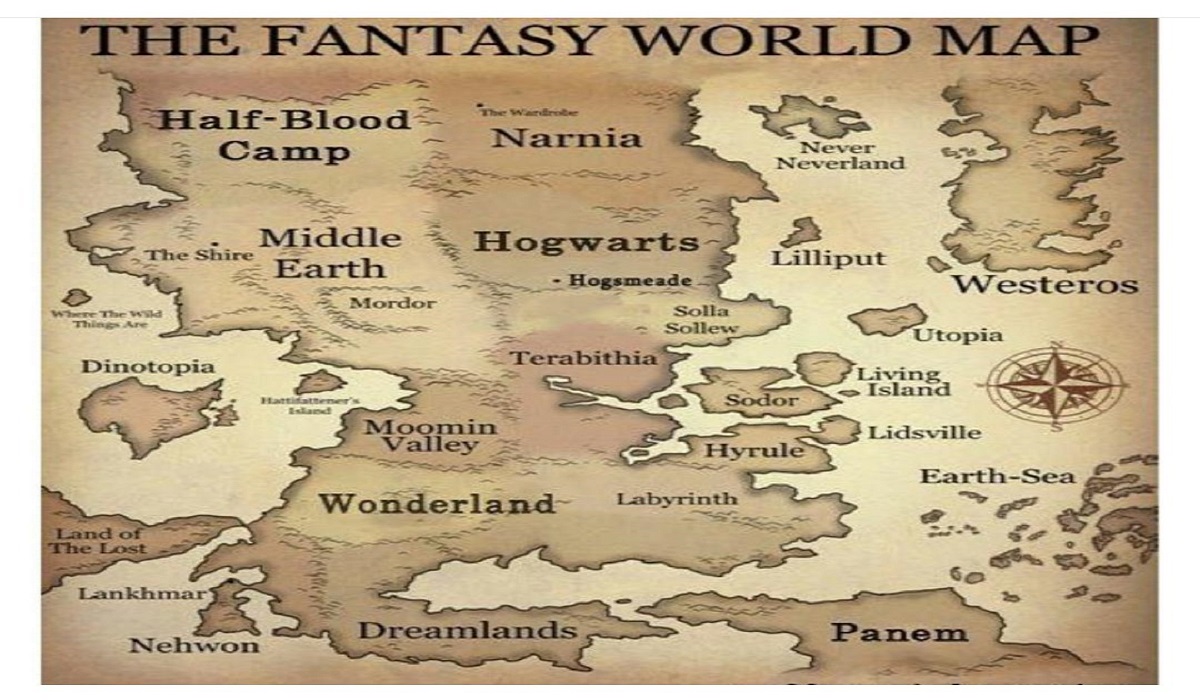 THE FANTASY WORLD MAP
Half-Blood
Camp
The Wardrobe
Narnia
Never
Neverland
The Shire
Middle
Earth
Hogwarts
Hogsmeade
Lilliput
Westeros
Mordor
Where The Wild
Things Are
Solla
Sollew
Utopia
Dinotopia
Terabithia
Hattifattener's
Island
Living
Island
Sodor
Moomin
Valley
Lidsville
Hyrule
Earth-Sea
Wonderland
Labyrinth
Land of
The Lost
Lankhmar
Nehwon
Dreamlands
Panem
N
S